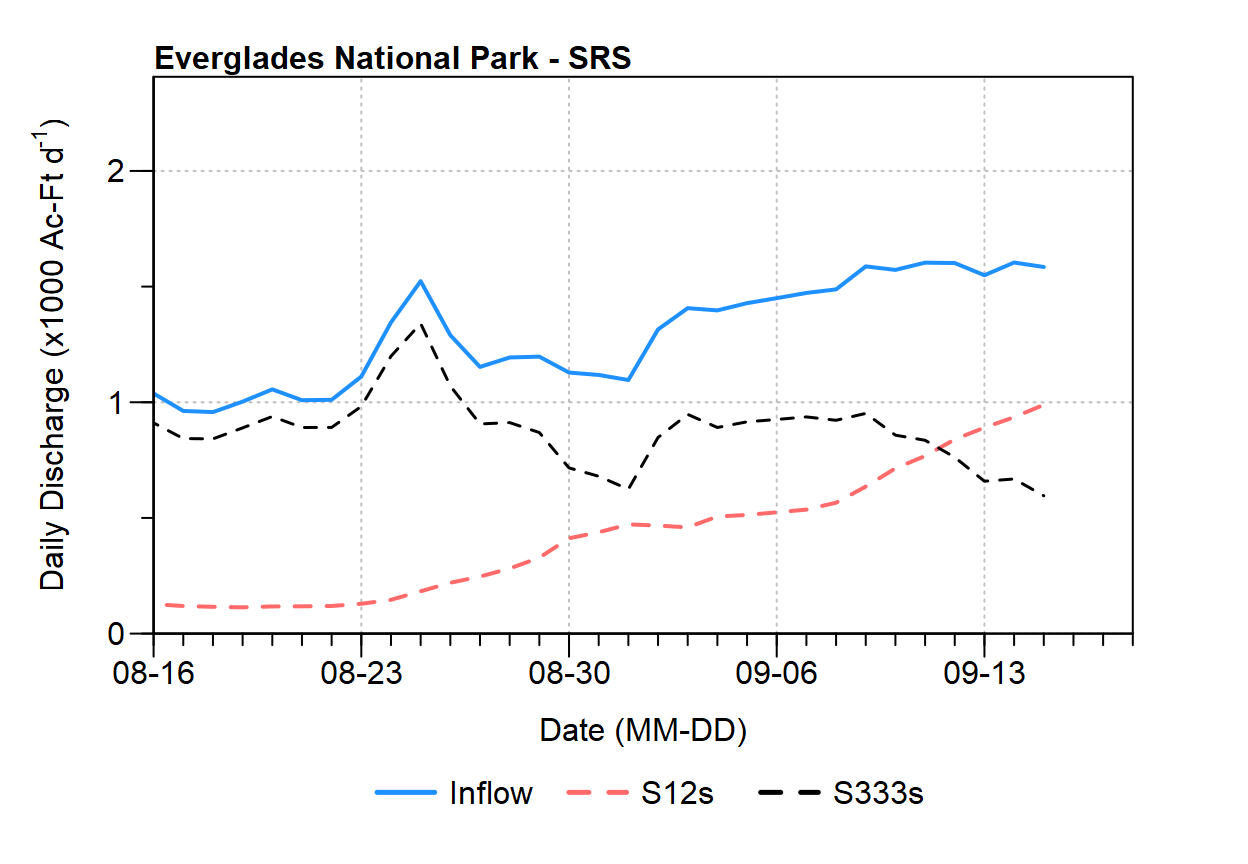 Everglades National Park - SRS
Daily Discharge (x1000 Ac-Ft d⁻¹)
2
1
0
08-16 08-23 08-30 09-06 09-13
Date (MM-DD)
Inflow S12s S333s